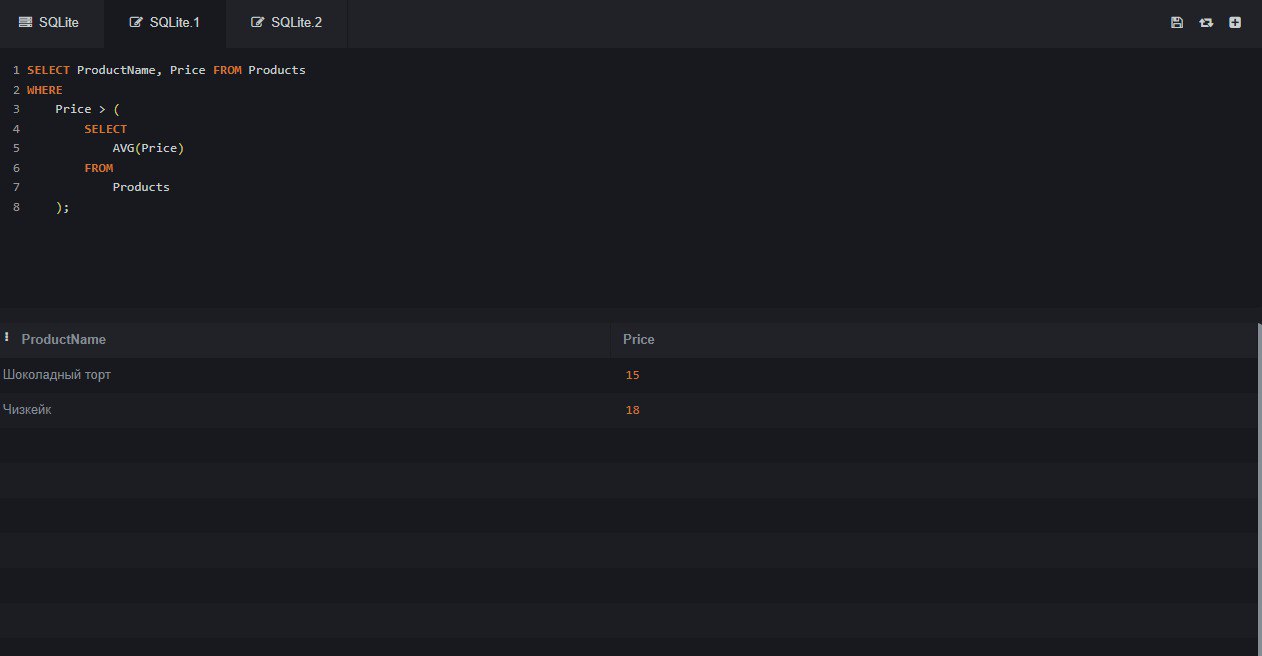 SQLite SQLite.1 SQLite.2
1 SELECT ProductName, Price FROM Products
2 WHERE
3     Price > (
4         SELECT
5             AVG(Price)
6         FROM
7             Products
8     );
ProductName Price
Шоколадный торт 15
Чизкейк 18